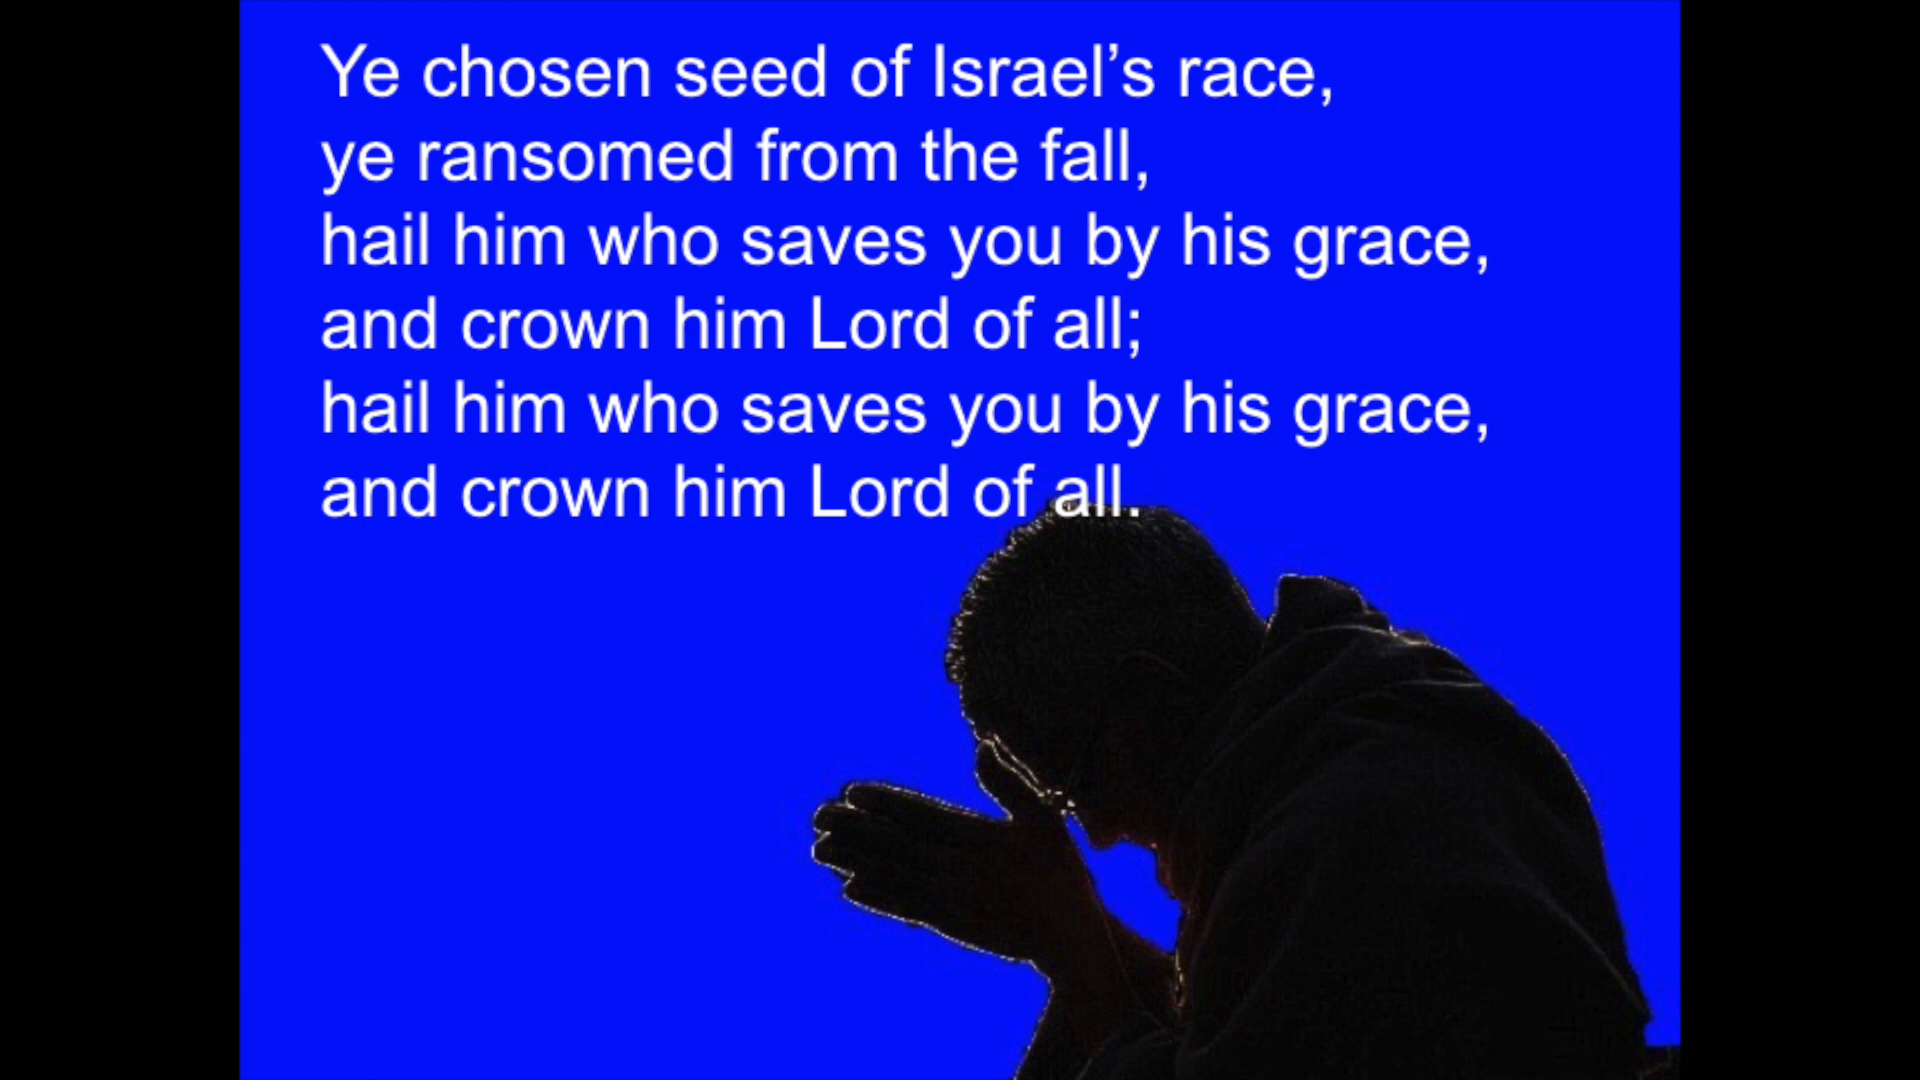 Ye chosen seed of Israel’s race,
ye ransomed from the fall,
hail him who saves you by his grace,
and crown him Lord of all;
hail him who saves you by his grace,
and crown him Lord of all.